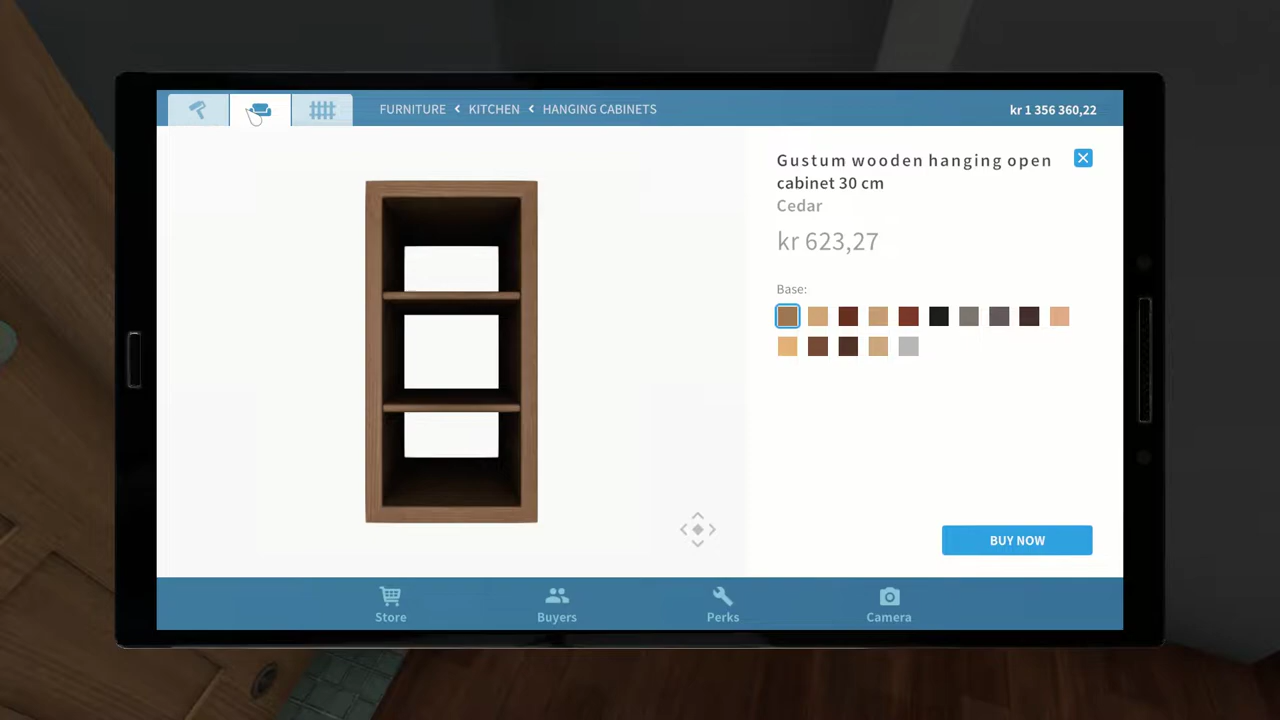 FURNITURE < KITCHEN < HANGING CABINETS
kr 1 356 360,22
Gustum wooden hanging open
cabinet 30 cm
Cedar
kr 623,27
Base:
BUY NOW
Store
Buyers
Perks
Camera